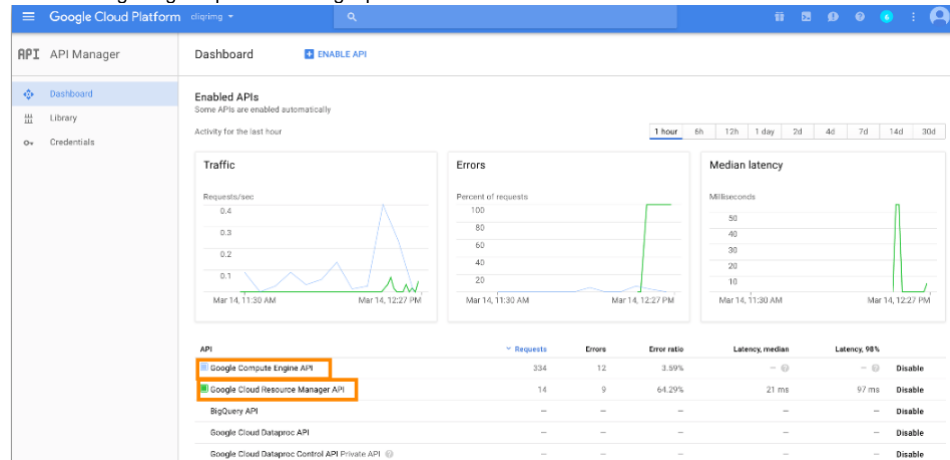 Google Cloud Platform cliqrimg
6
API API Manager
Dashboard
ENABLE API
Dashboard
Library
Credentials
Enabled APIs
Some APIs are enabled automatically
Activity for the last hour
1 hour 6h 12h 1 day 2d 4d 7d 14d 30d
Traffic
Requests/sec
0.4
0.3
0.2
0.1
Mar 14, 11:30 AM Mar 14, 12:27 PM
Errors
Percent of requests
100
80
60
40
20
Mar 14, 11:30 AM Mar 14, 12:27 PM
Median latency
Milliseconds
50
40
30
20
10
Mar 14, 11:30 AM Mar 14, 12:27 PM
API Requests Errors Error ratio Latency, median Latency, 98%
Google Compute Engine API 334 12 3.59% – – Disable
Google Cloud Resource Manager API 14 9 64.29% 21 ms 97 ms Disable
BigQuery API – – – – – Disable
Google Cloud Dataproc API – – – – – Disable
Google Cloud Dataproc Control API Private API – – – – – Disable